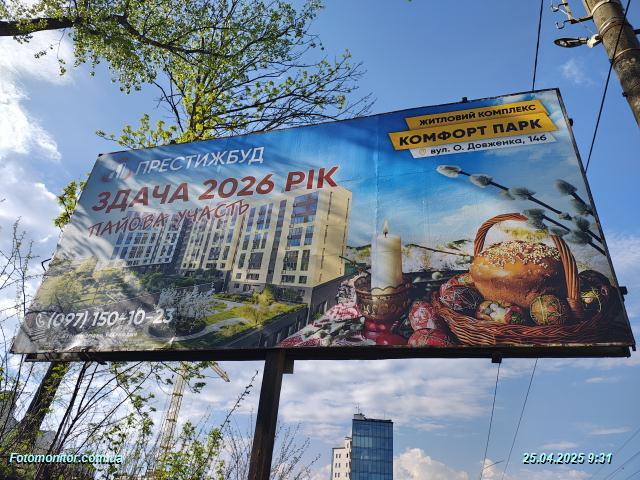 ПРЕСТИЖБУД
ЗДАЧА 2026 РІК
ПАЙОВА УЧАСТЬ
ЖИТЛОВИЙ КОМПЛЕКС
КОМФОРТ ПАРК
вул. О. Довженка, 146
(097) 150-10-23
Fotomonitor.com.ua
25.04.2025 9:31